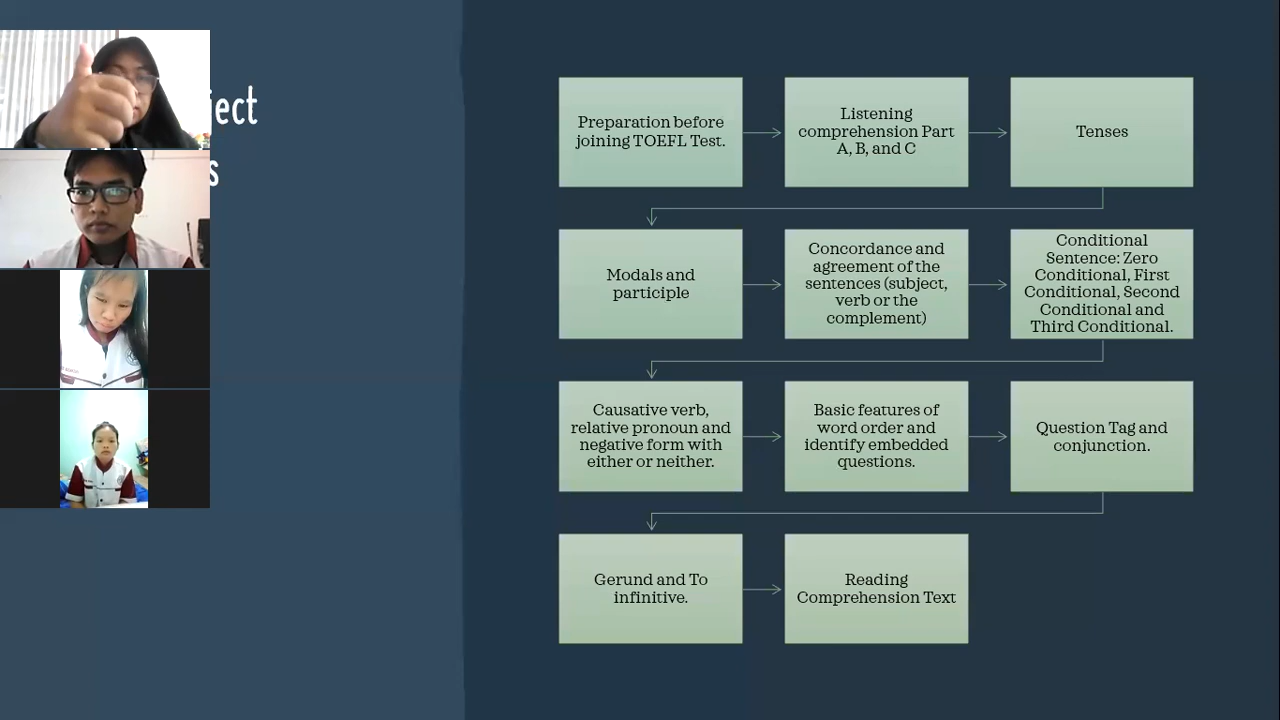 Preparation before
joining TOEFL Test.
Listening
comprehension Part
A, B, and C
Tenses
Modals and
participle
Concordance and
agreement of the
sentences (subject,
verb or the
complement)
Conditional
Sentence: Zero
Conditional, First
Conditional, Second
Conditional and
Third Conditional.
Causative verb,
relative pronoun and
negative form with
either or neither.
Basic features of
word order and
identify embedded
questions.
Question Tag and
conjunction.
Gerund and To
infinitive.
Reading
Comprehension Text